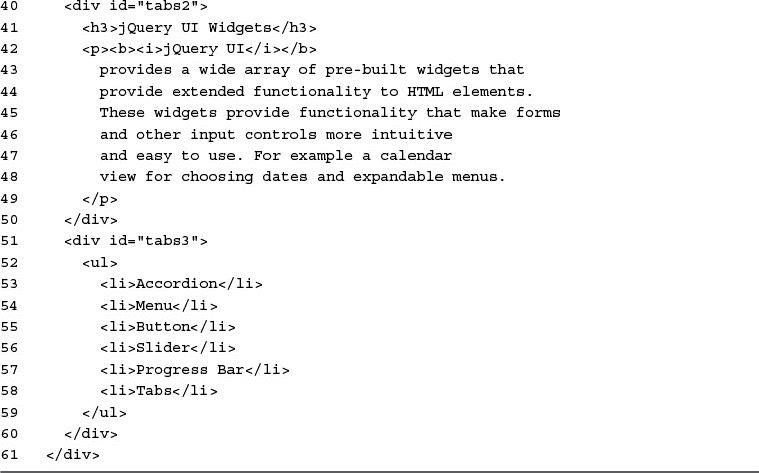 40     <div id="tabs2">
41       <h3>jQuery UI Widgets</h3>
42       <p><b><i>jQuery UI</i></b>
43         provides a wide array of pre-built widgets that
44         provide extended functionality to HTML elements.
45         These widgets provide functionality that make forms
46         and other input controls more intuitive
47         and easy to use. For example a calendar
48         view for choosing dates and expandable menus.
49       </p>
50     </div>
51     <div id="tabs3">
52       <ul>
53         <li>Accordion</li>
54         <li>Menu</li>
55         <li>Button</li>
56         <li>Slider</li>
57         <li>Progress Bar</li>
58         <li>Tabs</li>
59       </ul>
60     </div>
61   </div>